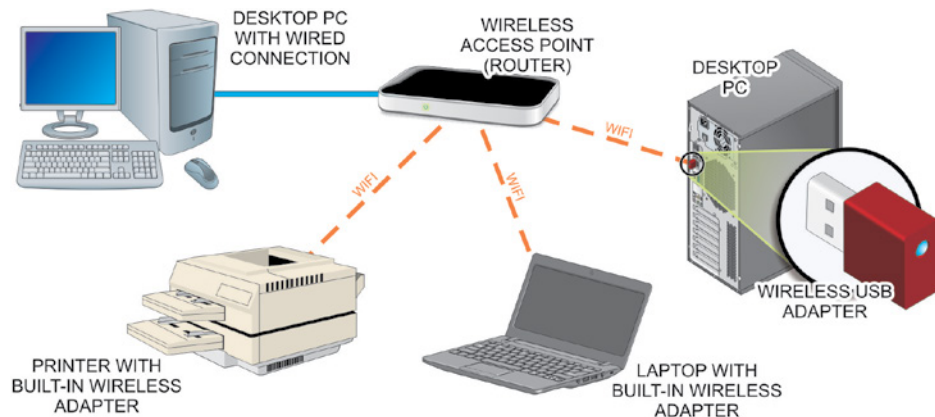 DESKTOP PC
WITH WIRED
CONNECTION
WIRELESS
ACCESS POINT
(ROUTER)
DESKTOP
PC
WIFI
WIFI
WIFI
WIRELESS USB
ADAPTER
PRINTER WITH
BUILT-IN WIRELESS
ADAPTER
LAPTOP WITH
BUILT-IN WIRELESS
ADAPTER